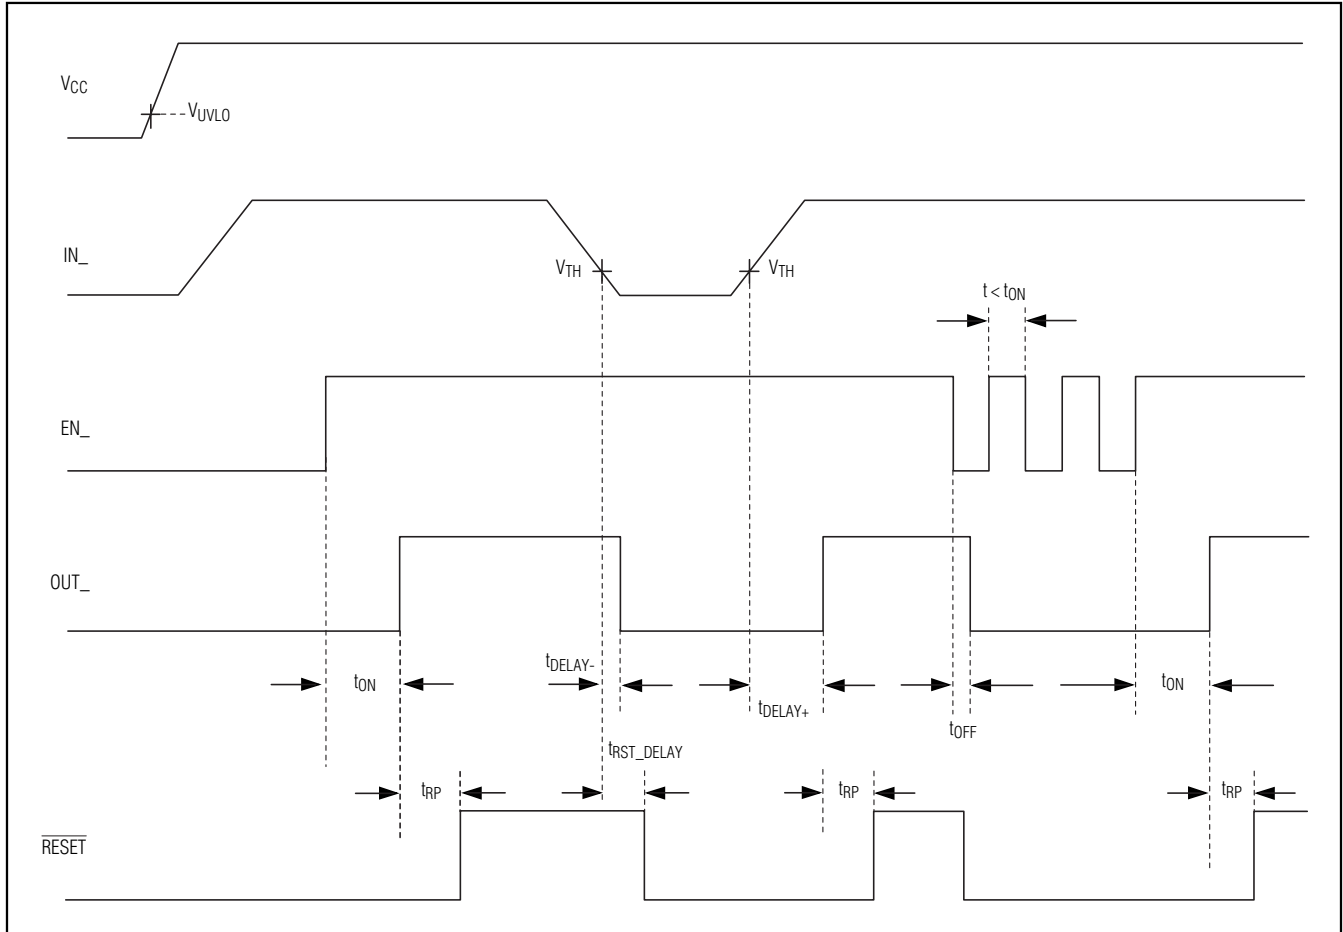 VCC
VUVLO
IN_
VTH
VTH
t < tON
EN_
OUT_
tON
tDELAY-
tDELAY+
tOFF
tON
tRST_DELAY
tRP
tRP
tRP
RESET